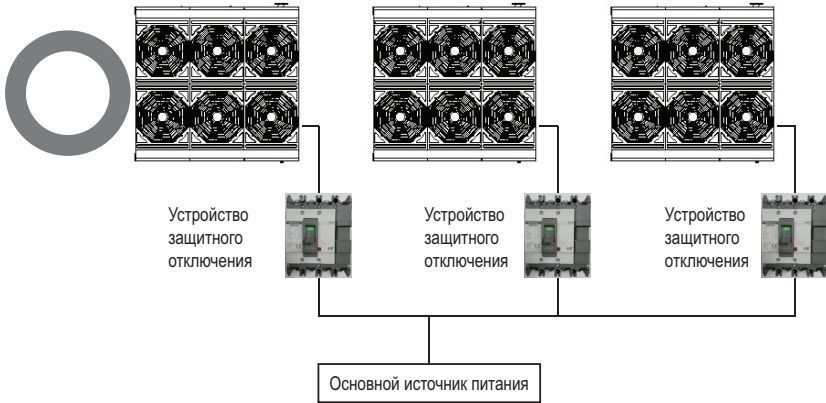 Устройство
защитного
отключения
Устройство
защитного
отключения
Устройство
защитного
отключения
Основной источник питания